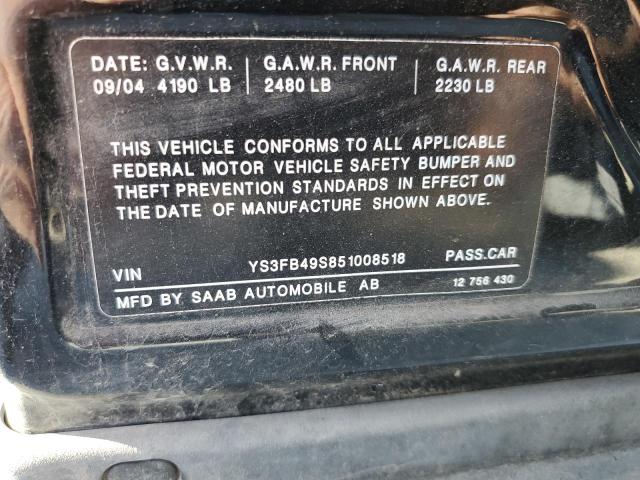 DATE: G.V.W.R. G.A.W.R. FRONT G.A.W.R. REAR
09/04 4190 LB 2480 LB 2230 LB
THIS VEHICLE CONFORMS TO ALL APPLICABLE
FEDERAL MOTOR VEHICLE SAFETY BUMPER AND
THEFT PREVENTION STANDARDS IN EFFECT ON
THE DATE OF MANUFACTURE SHOWN ABOVE.
VIN YS3FB49S851008518 PASS.CAR
MFD BY SAAB AUTOMOBILE AB 12 756 430